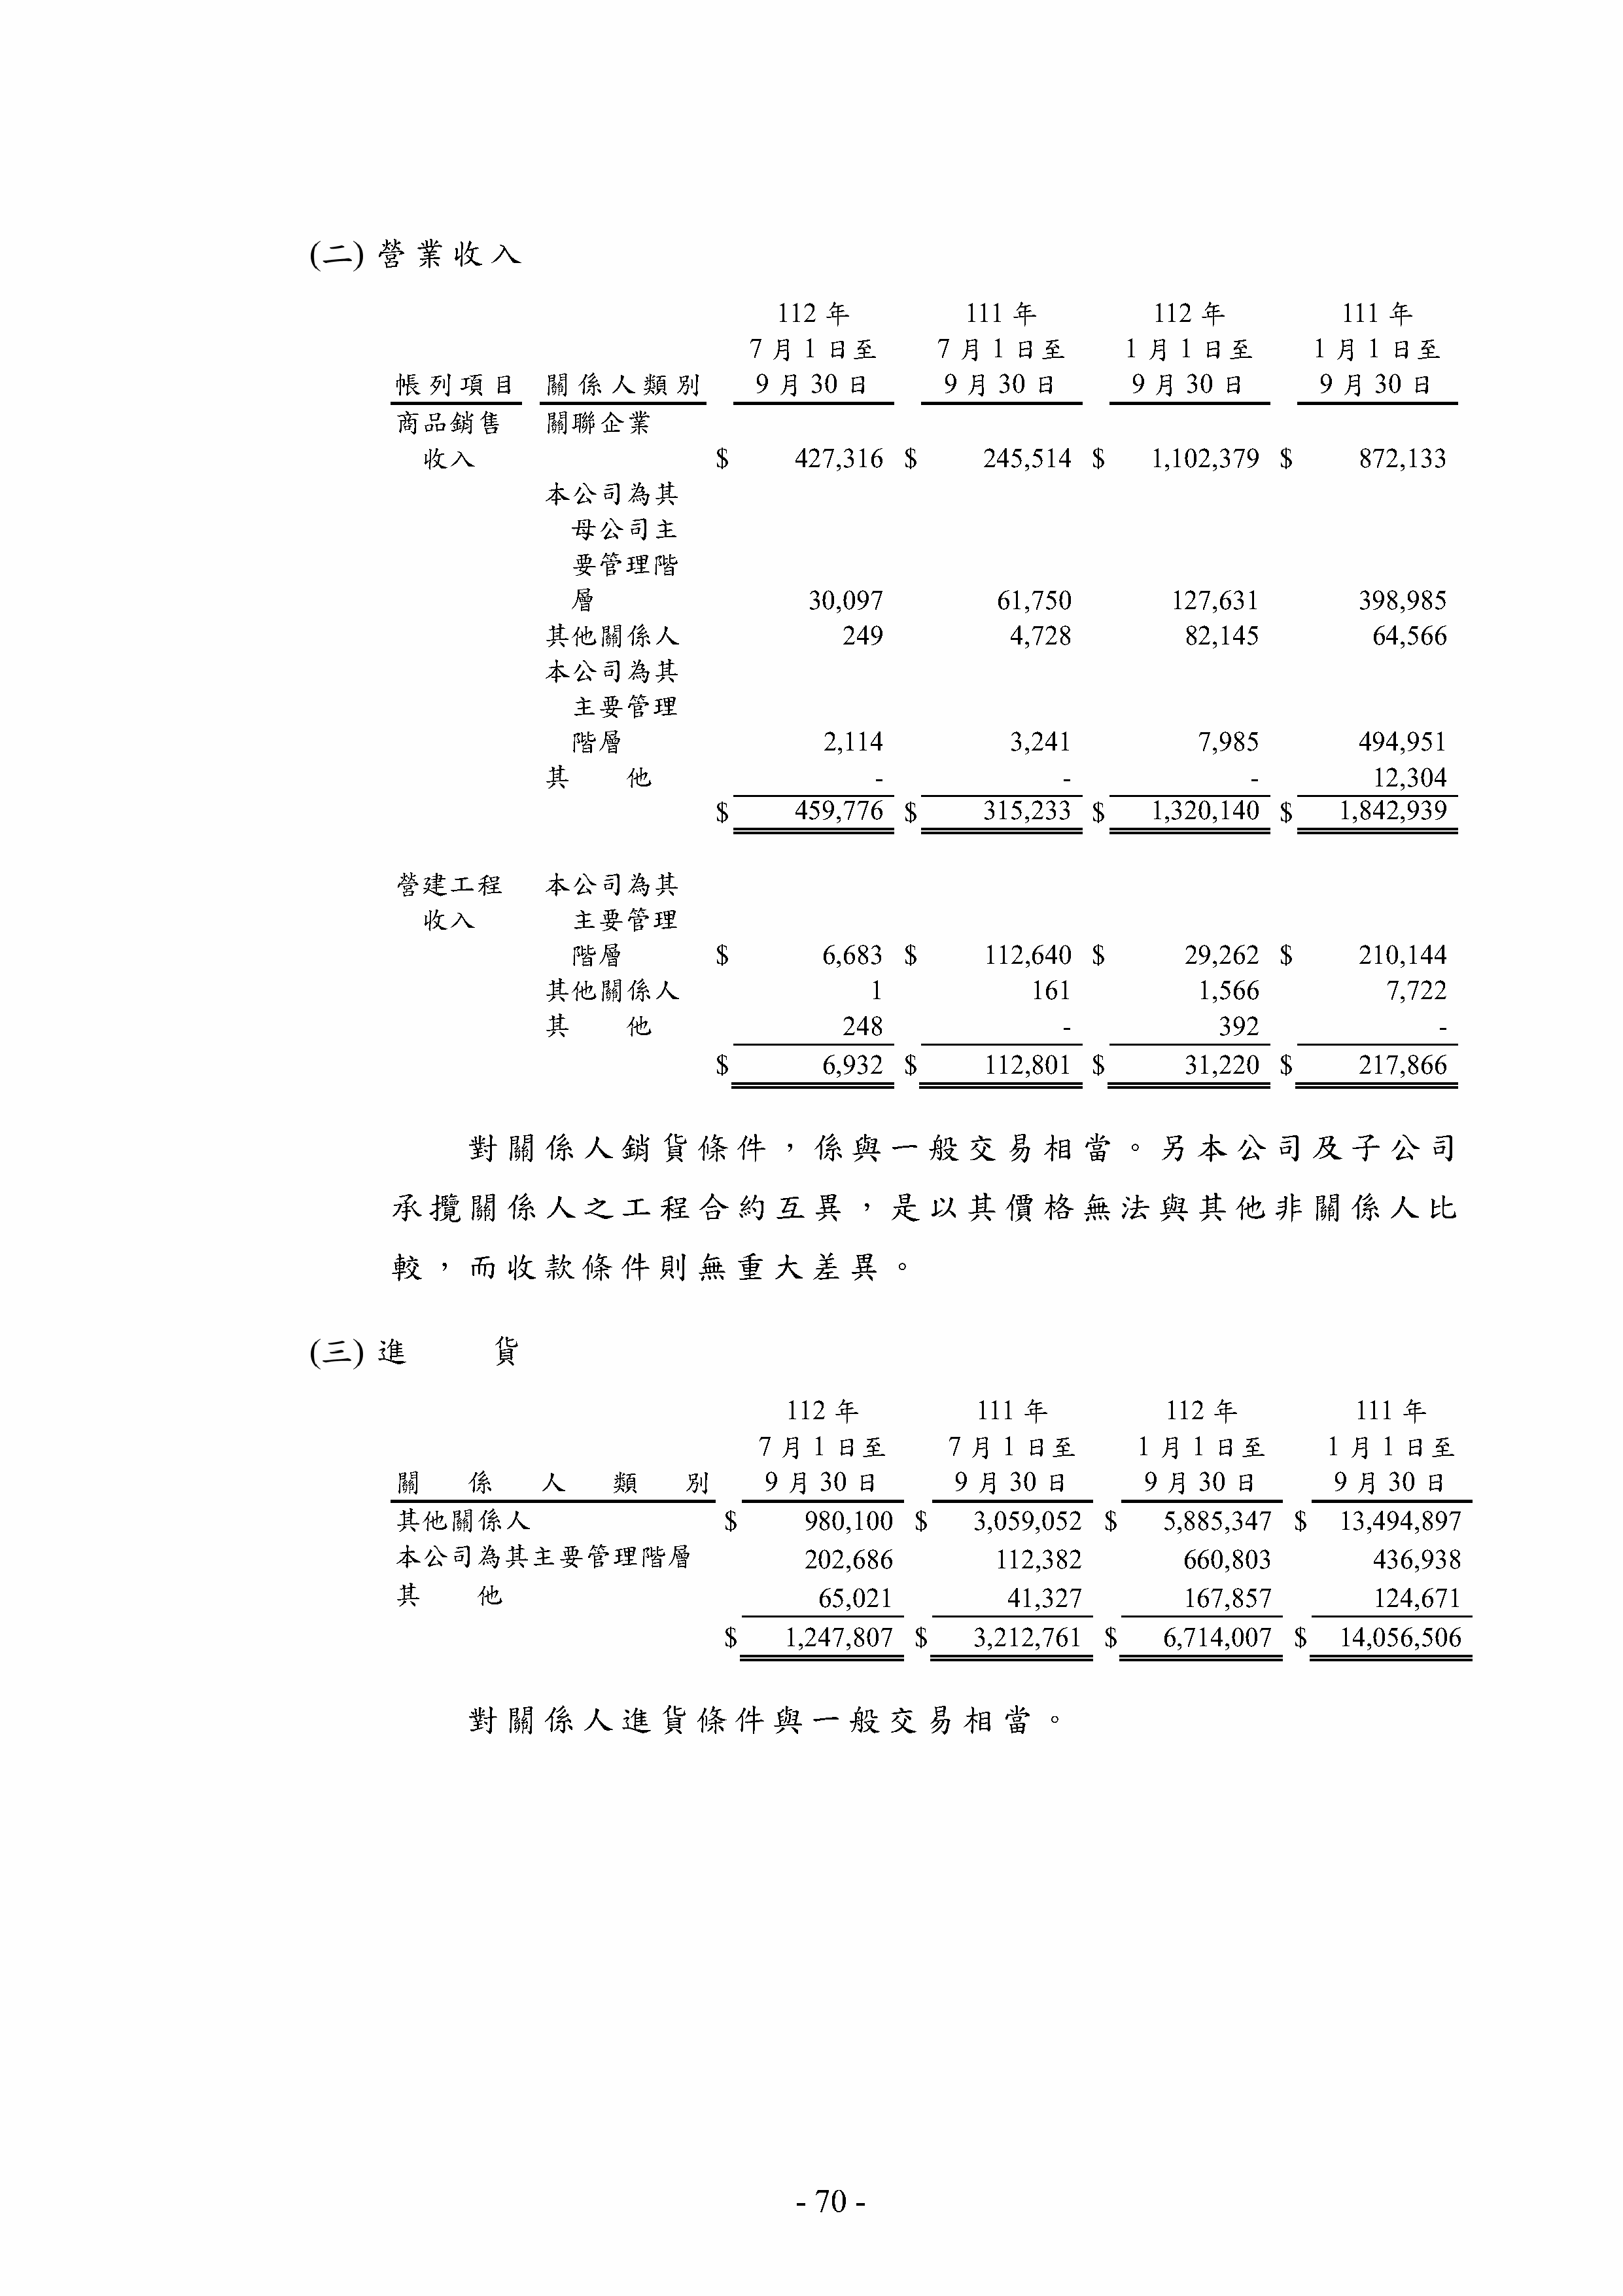 (二) 營業收入
112 年 111 年 112 年 111 年
7 月 1 日至 7 月 1 日至 1 月 1 日至 1 月 1 日至
帳列項目 關係人類別 9 月 30 日 9 月 30 日 9 月 30 日 9 月 30 日
商品銷售 關聯企業
收入 $ 427,316 $ 245,514 $ 1,102,379 $ 872,133
本公司為其
母公司主
要管理階
層 30,097 61,750 127,631 398,985
其他關係人 249 4,728 82,145 64,566
本公司為其
主要管理
階層 2,114 3,241 7,985 494,951
其 他 - - - 12,304
$ 459,776 $ 315,233 $ 1,320,140 $ 1,842,939
營建工程 本公司為其
收入 主要管理
階層 $ 6,683 $ 112,640 $ 29,262 $ 210,144
其他關係人 1 161 1,566 7,722
其 他 248 - 392 -
$ 6,932 $ 112,801 $ 31,220 $ 217,866
對關係人銷貨條件，係與一般交易相當。另本公司及子公司
承攬關係人之工程合約互異，是以其價格無法與其他非關係人比
較，而收款條件則無重大差異。
(三) 進 貨
112 年 111 年 112 年 111 年
7 月 1 日至 7 月 1 日至 1 月 1 日至 1 月 1 日至
關 係 人 類 別 9 月 30 日 9 月 30 日 9 月 30 日 9 月 30 日
其他關係人 $ 980,100 $ 3,059,052 $ 5,885,347 $ 13,494,897
本公司為其主要管理階層 202,686 112,382 660,803 436,938
其 他 65,021 41,327 167,857 124,671
$ 1,247,807 $ 3,212,761 $ 6,714,007 $ 14,056,506
對關係人進貨條件與一般交易相當。
- 70 -